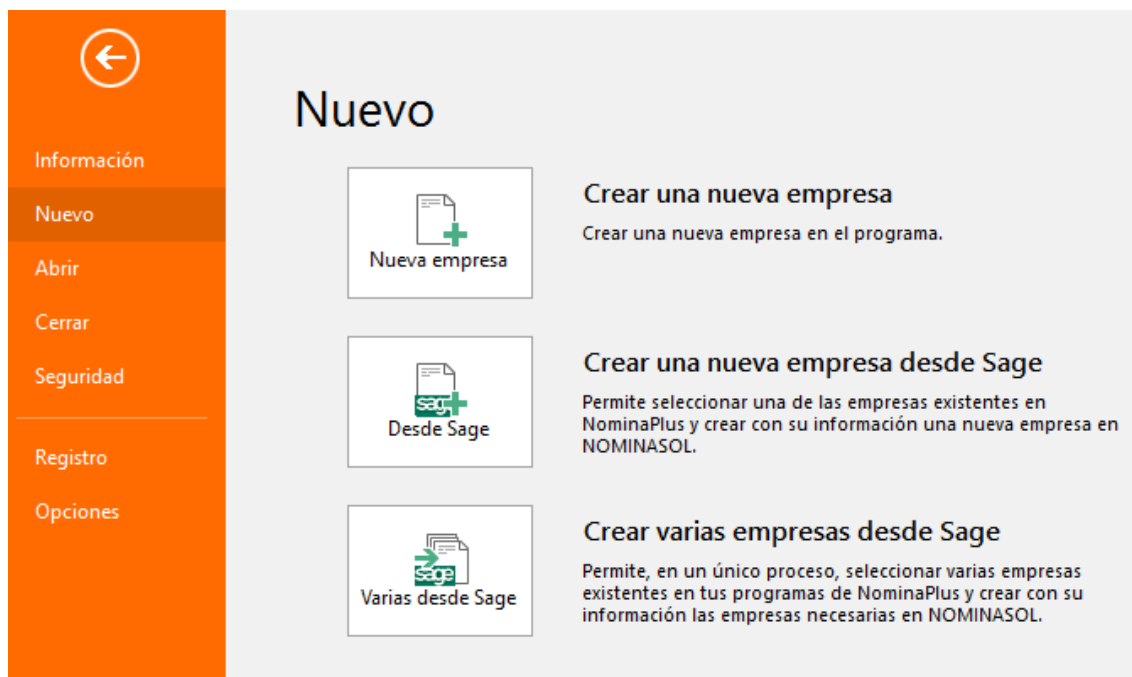 Información
Nuevo
Abrir
Cerrar
Seguridad
Registro
Opciones
Nuevo
Nueva empresa
Crear una nueva empresa
Crear una nueva empresa en el programa.
sage
Desde Sage
Crear una nueva empresa desde Sage
Permite seleccionar una de las empresas existentes en
NominaPlus y crear con su información una nueva empresa en
NOMINASOL.
sage
Varias desde Sage
Crear varias empresas desde Sage
Permite, en un único proceso, seleccionar varias empresas
existentes en tus programas de NominaPlus y crear con su
información las empresas necesarias en NOMINASOL.